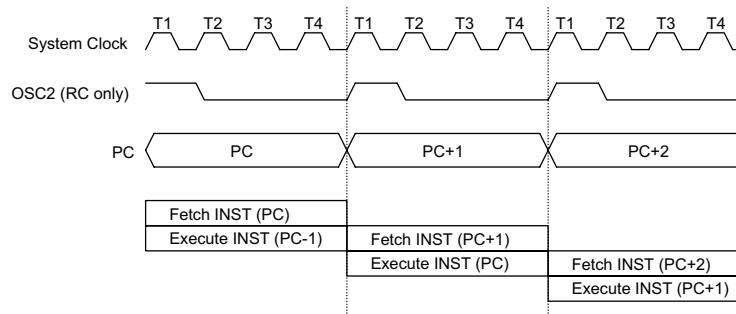 T1 T2 T3 T4 T1 T2 T3 T4 T1 T2 T3 T4
System Clock
OSC2 (RC only)
PC PC PC+1 PC+2
Fetch INST (PC)
Execute INST (PC-1) Fetch INST (PC+1)
Execute INST (PC) Fetch INST (PC+2)
Execute INST (PC+1)